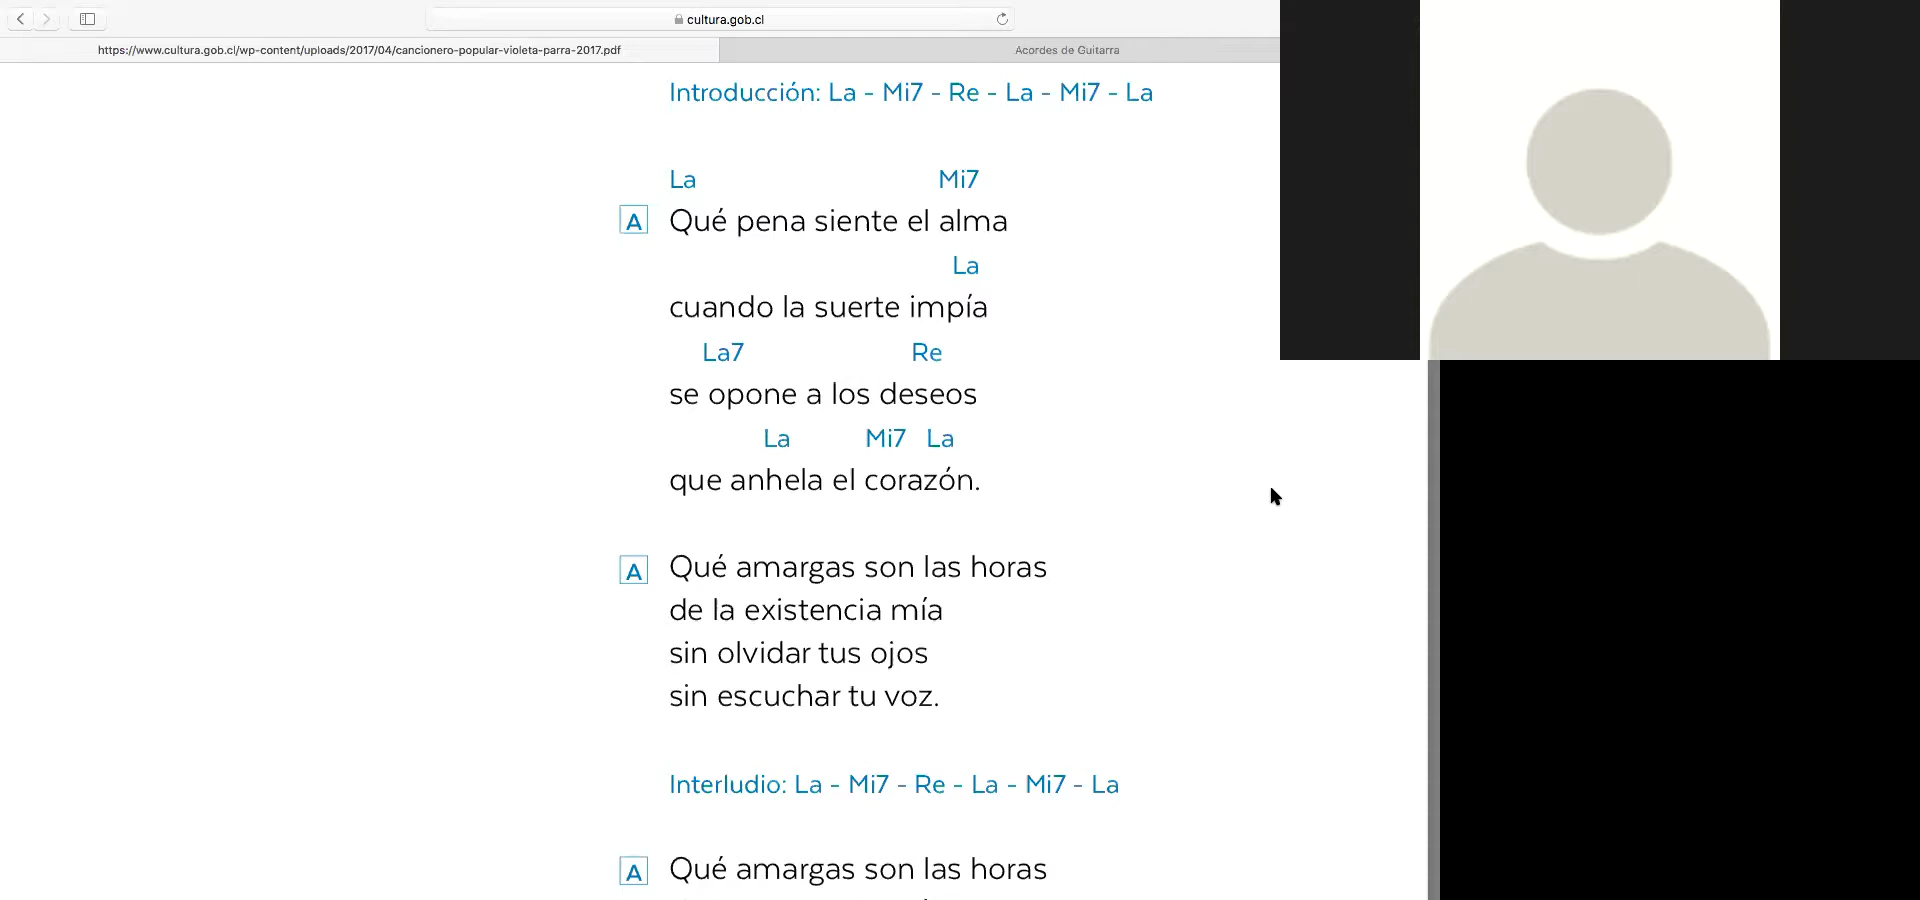 cultura.gob.cl
https://www.cultura.gob.cl/wp-content/uploads/2017/04/cancionero-popular-violeta-parra-2017.pdf
Acordes de Guitarra
Introducción: La - Mi7 - Re - La - Mi7 - La
La Mi7
A Qué pena siente el alma
La
cuando la suerte impía
La7 Re
se opone a los deseos
La Mi7 La
que anhela el corazón.
A Qué amargas son las horas
de la existencia mía
sin olvidar tus ojos
sin escuchar tu voz.
Interludio: La - Mi7 - Re - La - Mi7 - La
A Qué amargas son las horas